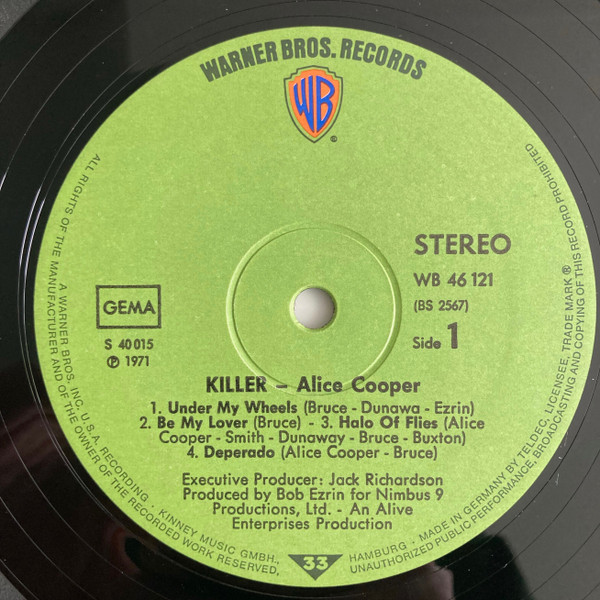 WARNER BROS. RECORDS
WB
®
STEREO
WB 46 121
(BS 2567)
Side 1
GEMA
S 40 015
℗ 1971
KILLER – Alice Cooper
1. Under My Wheels (Bruce - Dunawa - Ezrin)
2. Be My Lover (Bruce) - 3. Halo Of Flies (Alice
Cooper - Smith - Dunaway - Bruce - Buxton)
4. Deperado (Alice Cooper - Bruce)
Executive Producer: Jack Richardson
Produced by Bob Ezrin for Nimbus 9
Productions, Ltd. - An Alive
Enterprises Production
33
ALL RIGHTS OF THE MANUFACTURER AND OF THE OWNER OF THE RECORDED WORK RESERVED,
UNAUTHORIZED PUBLIC PERFORMANCE, BROADCASTING AND COPYING OF THIS RECORD PROHIBITED
A WARNER BROS. INC., U.S.A. RECORDING · KINNEY MUSIC GMBH.,
HAMBURG · MADE IN GERMANY BY TELDEC, LICENSEE, TRADE MARK ®